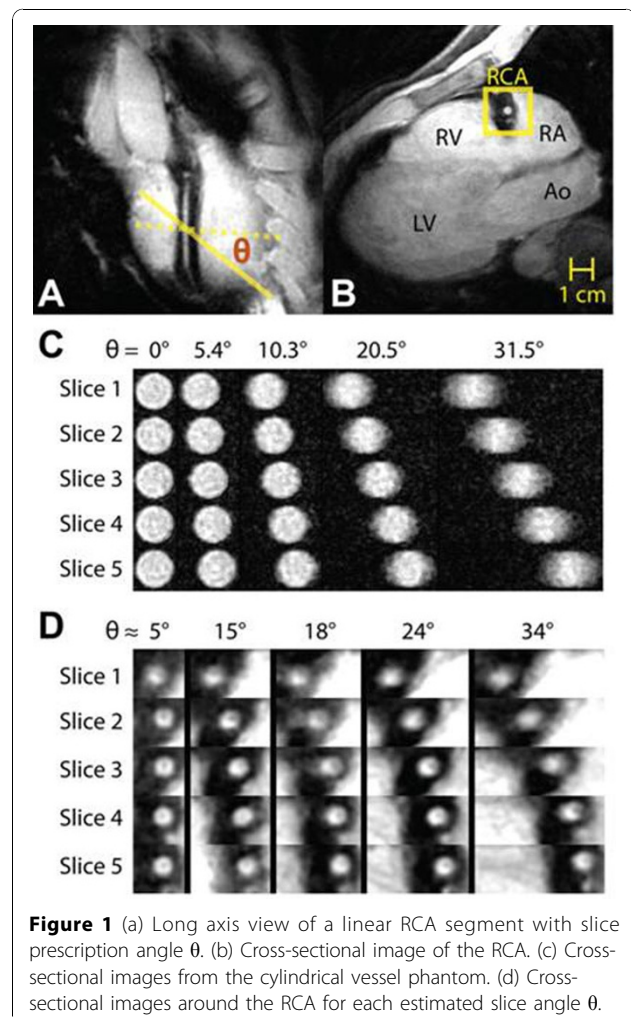 θ
A
RCA
RV
RA
Ao
LV
1 cm
B
C
θ = 0° 5.4° 10.3° 20.5° 31.5°
Slice 1
Slice 2
Slice 3
Slice 4
Slice 5
D
θ ≈ 5° 15° 18° 24° 34°
Slice 1
Slice 2
Slice 3
Slice 4
Slice 5
Figure 1 (a) Long axis view of a linear RCA segment with slice
prescription angle θ. (b) Cross-sectional image of the RCA. (c) Cross-
sectional images from the cylindrical vessel phantom. (d) Cross-
sectional images around the RCA for each estimated slice angle θ.